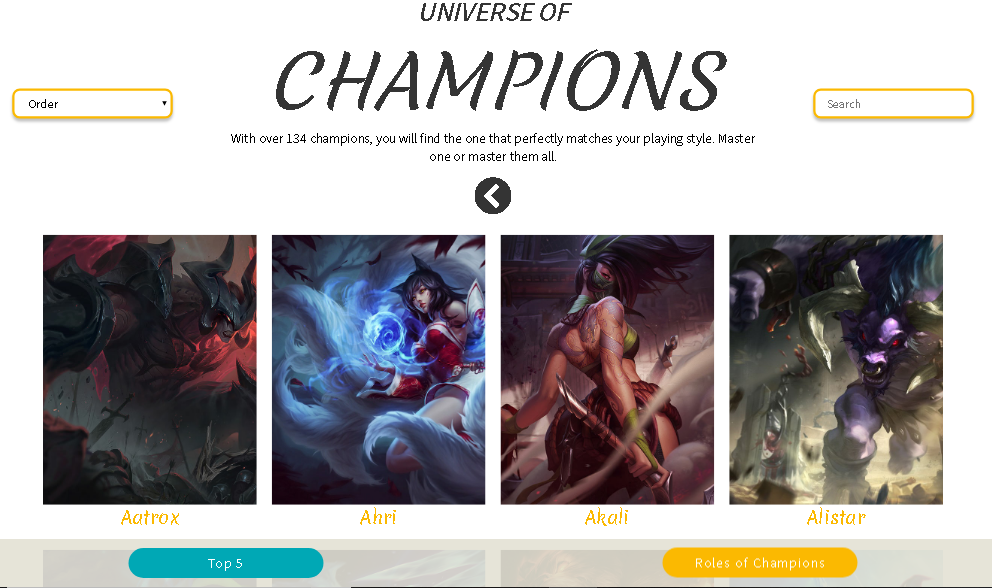 UNIVERSE OF
CHAMPIONS
Order
Search
With over 134 champions, you will find the one that perfectly matches your playing style. Master
one or master them all.
Aatrox
Ahri
Akali
Alistar
Top 5
Roles of Champions